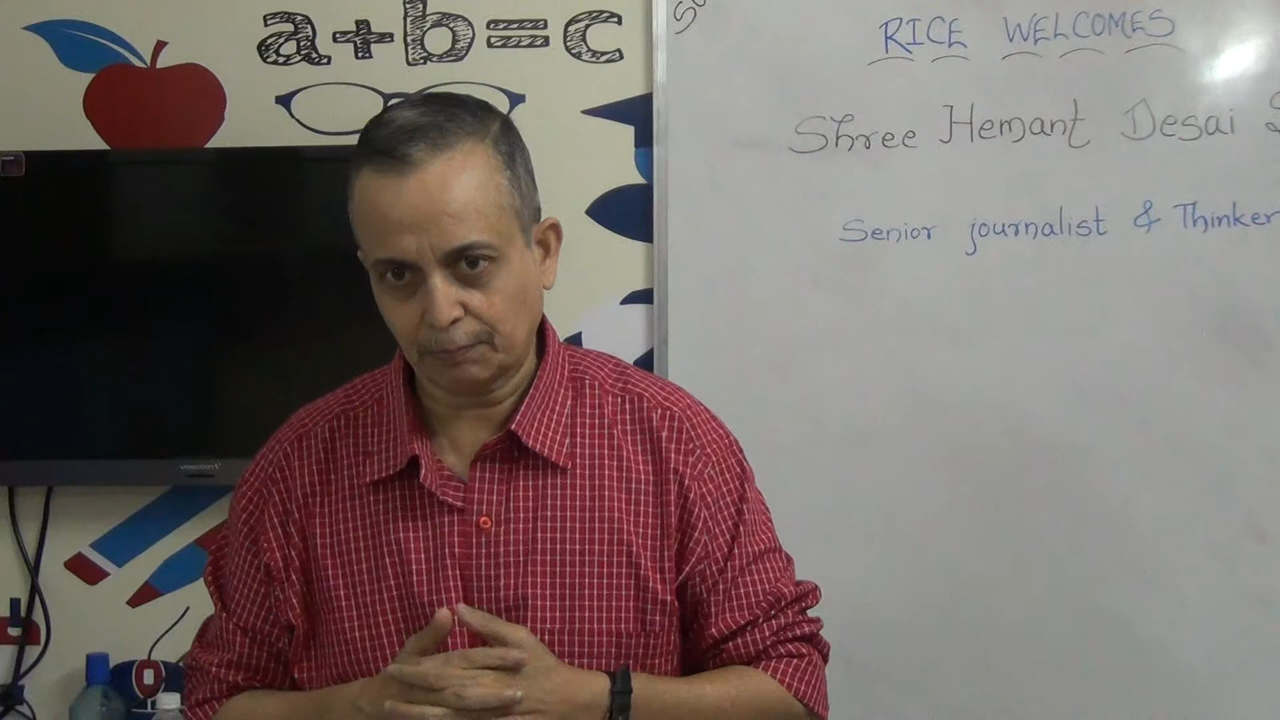 a+b=c
RICE WELCOMES
Shree Hemant Desai
Senior journalist & Thinker